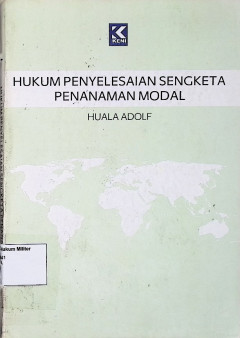 KENI
HUKUM PENYELESAIAN SENGKETA
PENANAMAN MODAL
HUALA ADOLF
Hukum Militer